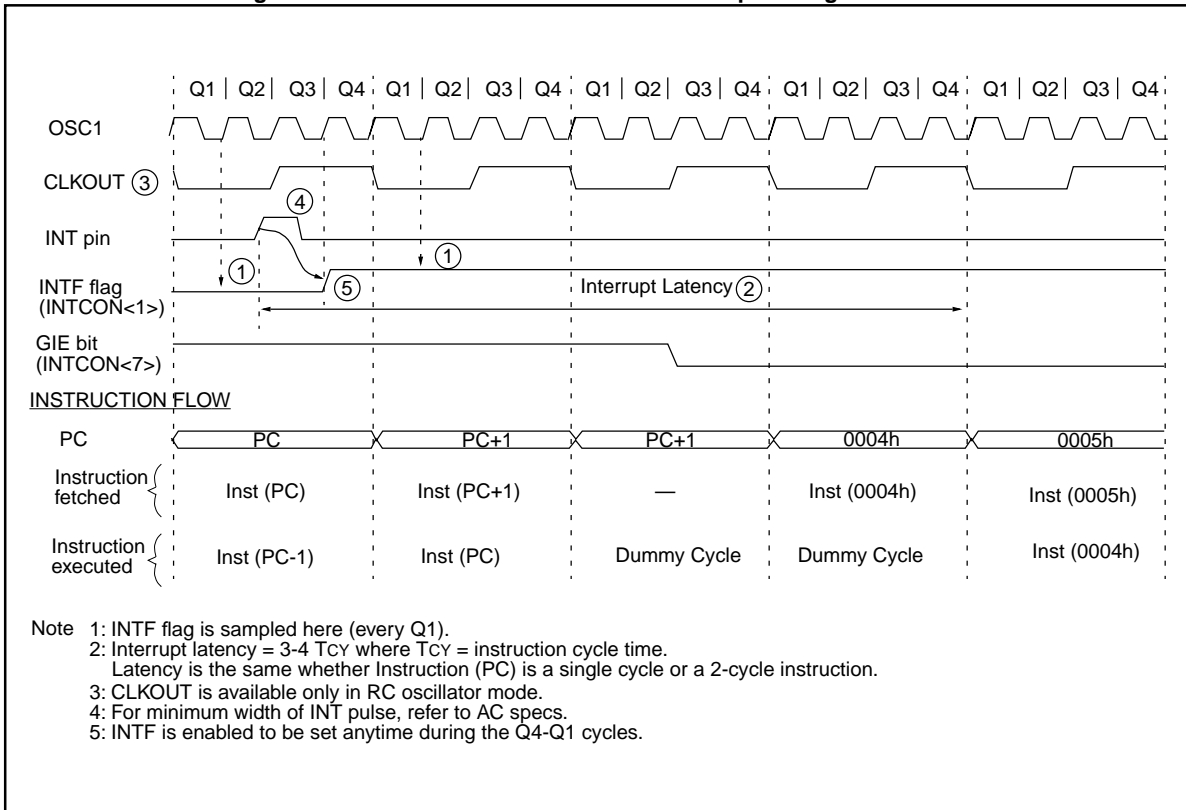 Q1 | Q2 | Q3 | Q4 Q1 | Q2 | Q3 | Q4 Q1 | Q2 | Q3 | Q4 Q1 | Q2 | Q3 | Q4 Q1 | Q2 | Q3 | Q4
OSC1
CLKOUT 3
4
INT pin
1 1
INTF flag
(INTCON<1>)
5 Interrupt Latency 2
GIE bit
(INTCON<7>)
INSTRUCTION FLOW
PC PC PC+1 PC+1 0004h 0005h
Instruction
fetched
Inst (PC) Inst (PC+1) — Inst (0004h) Inst (0005h)
Instruction
executed
Inst (PC-1) Inst (PC) Dummy Cycle Dummy Cycle Inst (0004h)
Note 1: INTF flag is sampled here (every Q1).
2: Interrupt latency = 3-4 TCY where TCY = instruction cycle time.
Latency is the same whether Instruction (PC) is a single cycle or a 2-cycle instruction.
3: CLKOUT is available only in RC oscillator mode.
4: For minimum width of INT pulse, refer to AC specs.
5: INTF is enabled to be set anytime during the Q4-Q1 cycles.